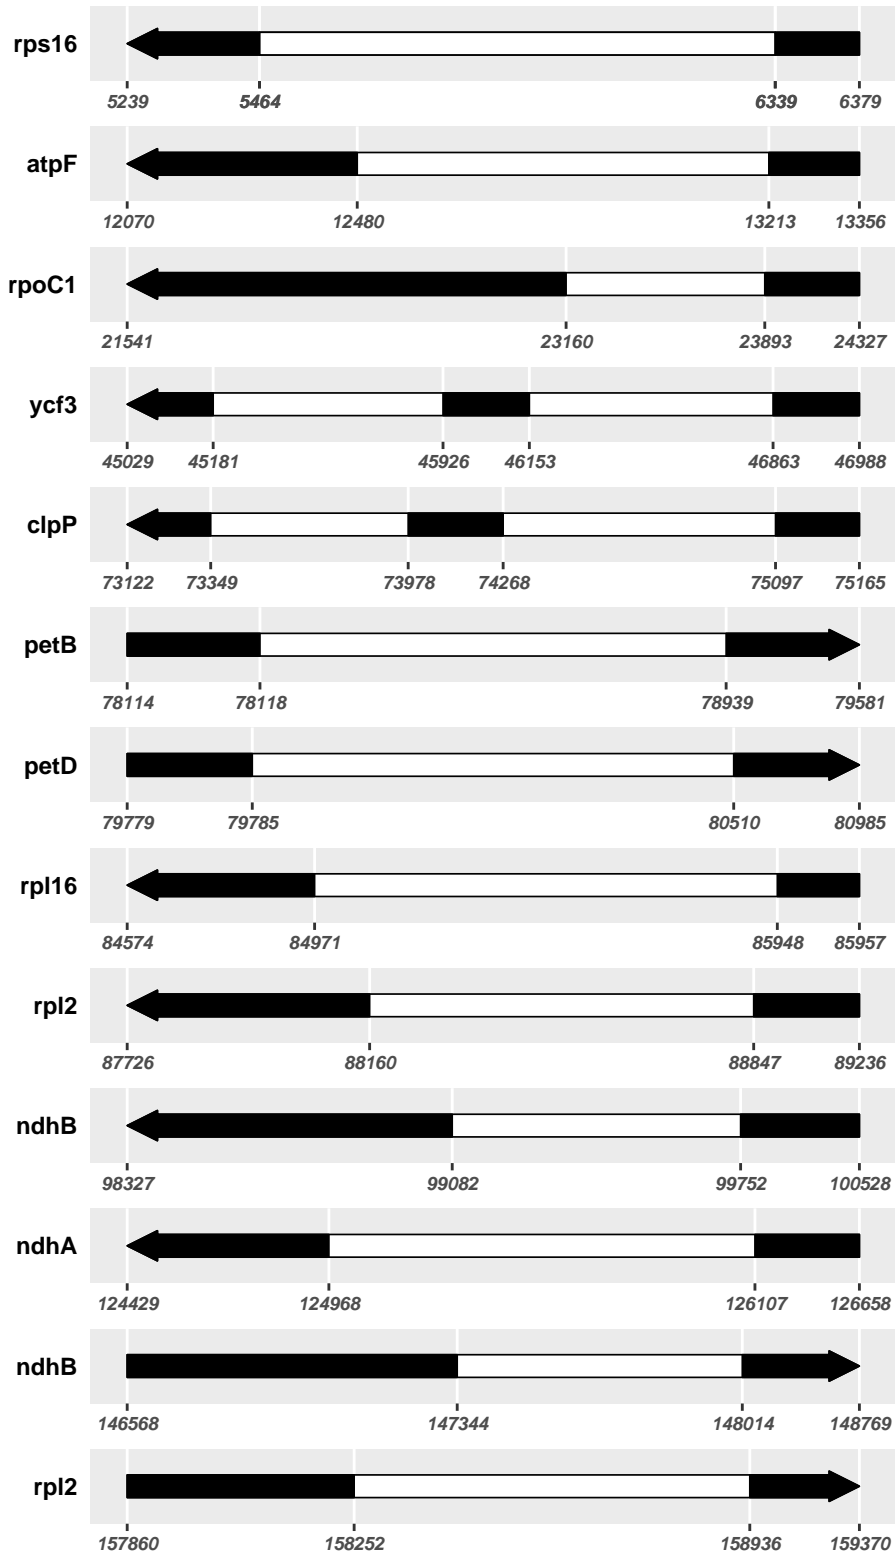 rps16
5239 5464 6339 6379
atpF
12070 12480 13213 13356
rpoC1
21541 23160 23893 24327
ycf3
45029 45181 45926 46153 46863 46988
clpP
73122 73349 73978 74268 75097 75165
petB
78114 78118 78939 79581
petD
79779 79785 80510 80985
rpl16
84574 84971 85948 85957
rpl2
87726 88160 88847 89236
ndhB
98327 99082 99752 100528
ndhA
124429 124968 126107 126658
ndhB
146568 147344 148014 148769
rpl2
157860 158252 158936 159370